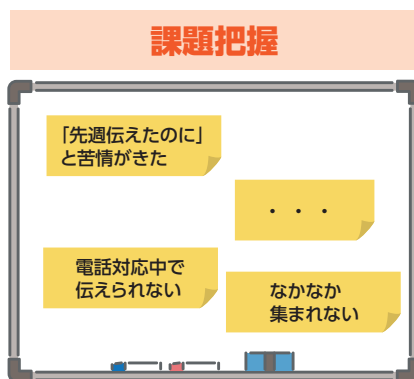 課題把握
「先週伝えたのに」
と苦情がきた
・・・
電話対応中で
伝えられない
なかなか
集まれない